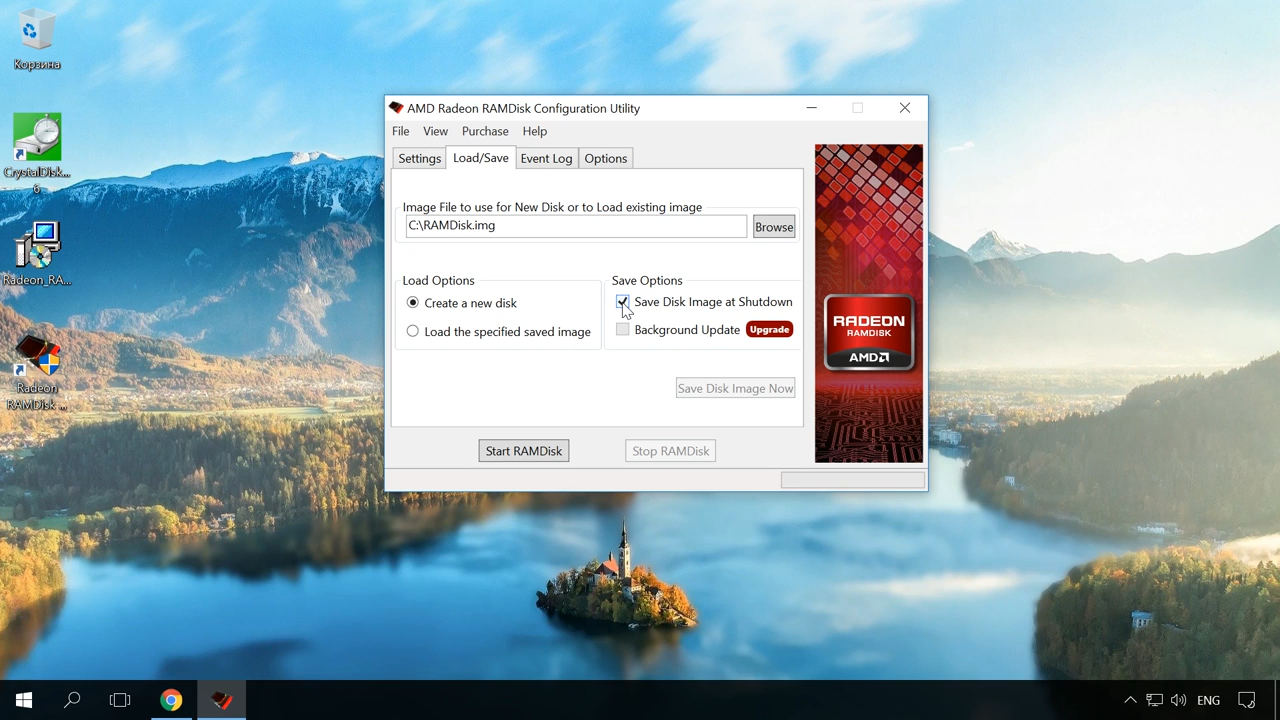 Корзина
CrystalDisk...
6
Radeon_RA...
Radeon
RAMDisk ...
AMD Radeon RAMDisk Configuration Utility
File View Purchase Help
Settings Load/Save Event Log Options
Image File to use for New Disk or to Load existing image
C:\RAMDisk.img Browse
Load Options
Create a new disk
Load the specified saved image
Save Options
Save Disk Image at Shutdown
Background Update Upgrade
Save Disk Image Now
Start RAMDisk Stop RAMDisk
RADEON
RAMDISK
AMD
ENG